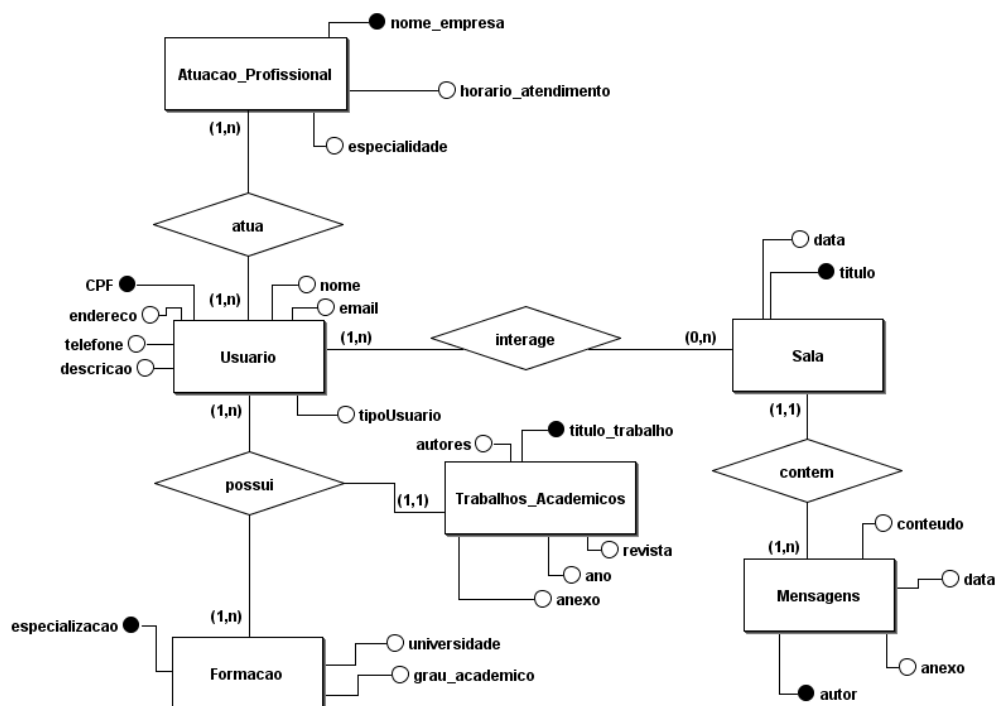 nome_empresa
Atuacao_Profissional
horario_atendimento
(1,n)
especialidade
atua
data
CPF
nome
titulo
(1,n)
endereco
email
(1,n)
interage
(0,n)
telefone
Usuario
Sala
descricao
(1,n)
tipoUsuario
(1,1)
autores
titulo_trabalho
possui
contem
(1,1)
Trabalhos_Academicos
conteudo
(1,n)
revista
ano
data
Mensagens
anexo
(1,n)
especializacao
universidade
anexo
Formacao
grau_academico
autor